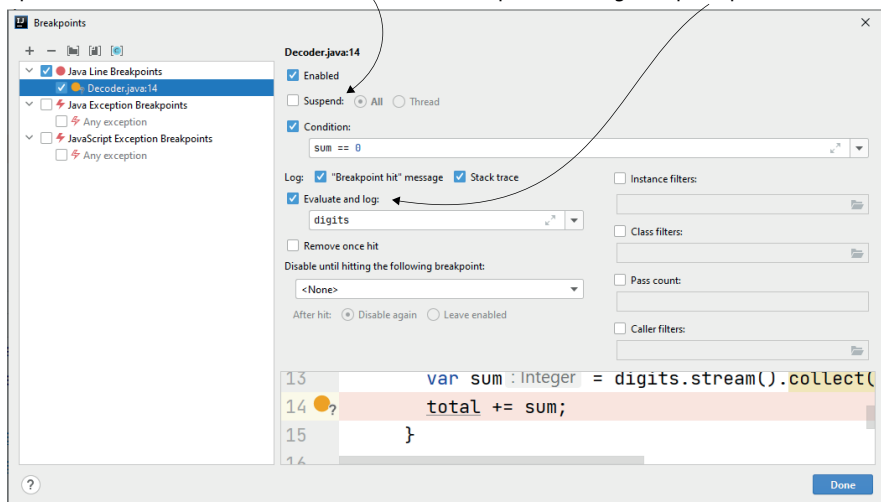 Breakpoints
Decoder.java:14
Java Line Breakpoints
Enabled
Decoder.java:14
Suspend: All Thread
Java Exception Breakpoints
Any exception
Condition:
JavaScript Exception Breakpoints
sum == 0
Any exception
Log: "Breakpoint hit" message Stack trace
Instance filters:
Evaluate and log:
digits
Class filters:
Remove once hit
Disable until hitting the following breakpoint:
Pass count:
<None>
After hit: Disable again Leave enabled
Caller filters:
13 var sum : Integer = digits.stream().collect(
14 ? total += sum;
15 }
16
? Done